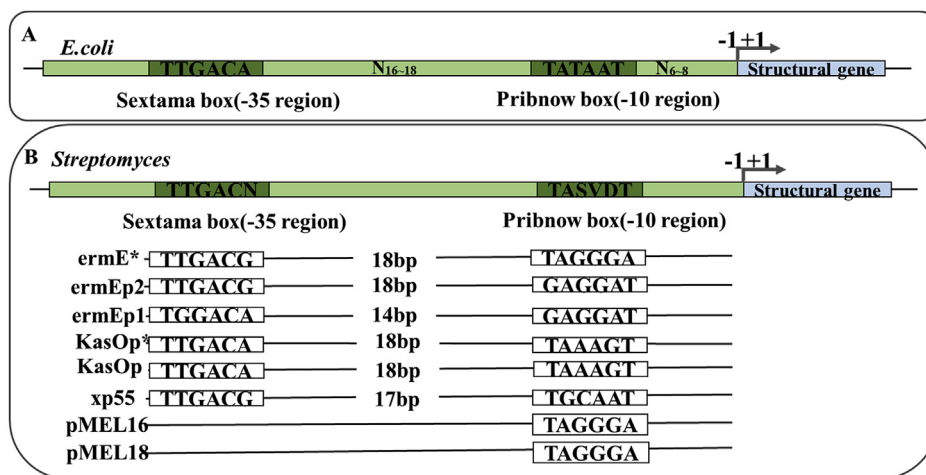 A
E.coli
-1 +1
TTGACA N16~18 TATAAT N6~8 Structural gene
Sextama box(-35 region) Pribnow box(-10 region)
B Streptomyces
-1 +1
TTGACN TASVDT Structural gene
Sextama box(-35 region) Pribnow box(-10 region)
ermE* TTGACG 18bp TAGGGA
ermEp2 TTGACG 18bp GAGGAT
ermEp1 TGGACA 14bp GAGGAT
KasOp* TTGACA 18bp TAAAGT
KasOp TTGACA 18bp TAAAGT
xp55 TTGACG 17bp TGCAAT
pMEL16 TAGGGA
pMEL18 TAGGGA